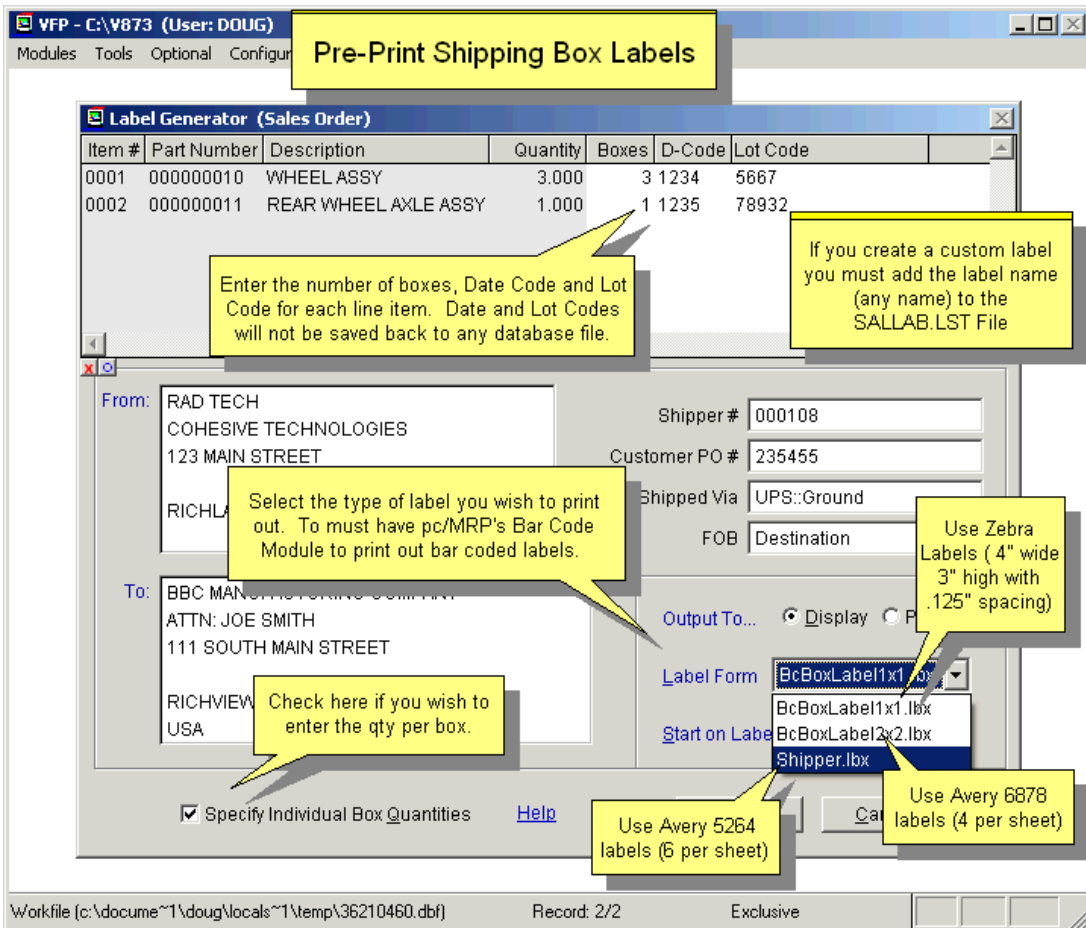 VFP - C:\V873 (User: DOUG)
Modules Tools Optional
Pre-Print Shipping Box Labels
Label Generator (Sales Order)
Item # Part Number Description Quantity Boxes D-Code Lot Code
0001 000000010 WHEEL ASSY 3.000 3 1234 5667
0002 000000011 REAR WHEEL AXLE ASSY 1.000 1 1235 78932
Enter the number of boxes, Date Code and Lot
Code for each line item. Date and Lot Codes
will not be saved back to any database file.
If you create a custom label
you must add the label name
(any name) to the
SALLAB.LST File
From: RAD TECH
COHESIVE TECHNOLOGIES
123 MAIN STREET
Shipper # 000108
Customer PO # 235455
Shipped Via UPS::Ground
FOB Destination
Select the type of label you wish to print
out. To must have pc/MRP's Bar Code
Module to print out bar coded labels.
Use Zebra
Labels ( 4" wide
3" high with
.125" spacing)
To: BBC
ATTN: JOE SMITH
111 SOUTH MAIN STREET
RICHVIEW
USA
Check here if you wish to
enter the qty per box.
Output To... Display
Label Form BcBoxLabel1x1.lbx
BcBoxLabel1x1.lbx
Start on BcBoxLabel2x2.lbx
Shipper.lbx
Specify Individual Box Quantities Help
Use Avery 5264
labels (6 per sheet)
Use Avery 6878
labels (4 per sheet)
Workfile (c:\docume~1\doug\locals~1\temp\36210460.dbf) Record: 2/2 Exclusive